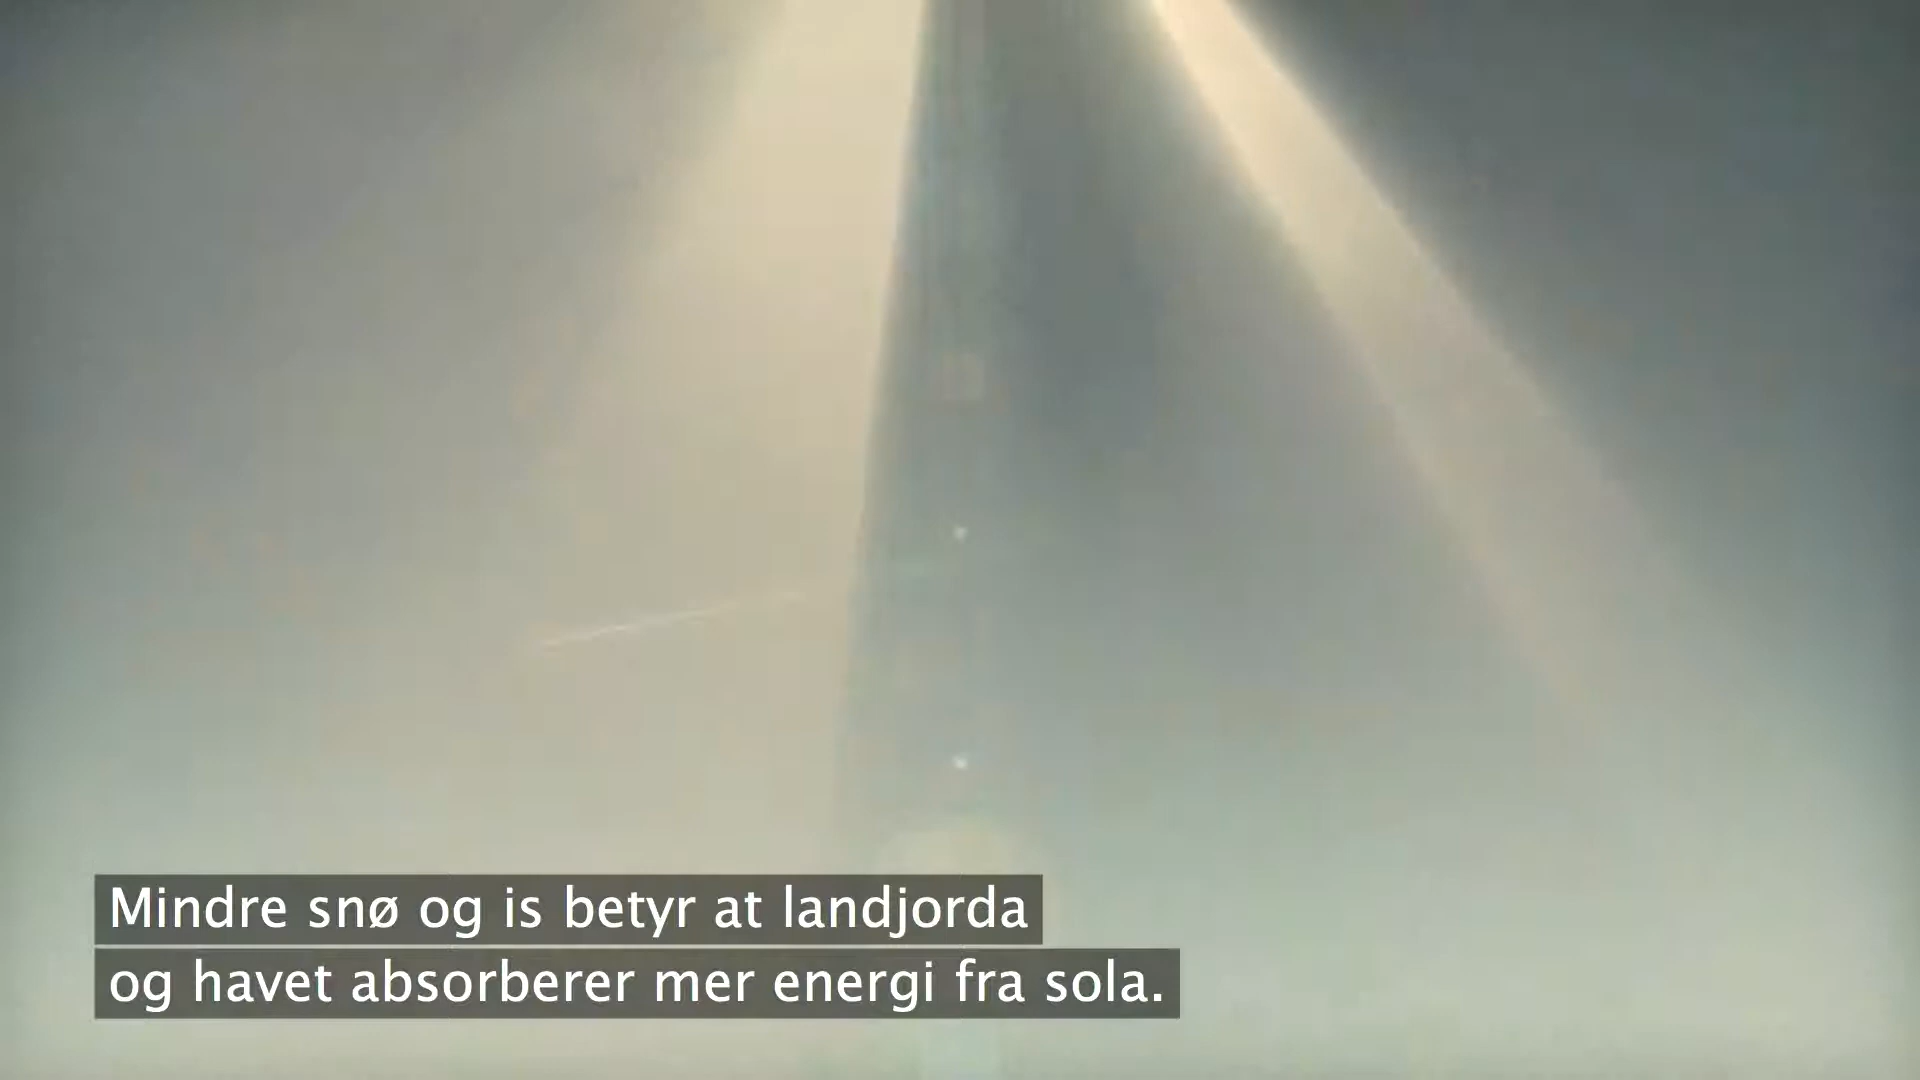 Mindre snø og is betyr at landjorda
og havet absorberer mer energi fra sola.